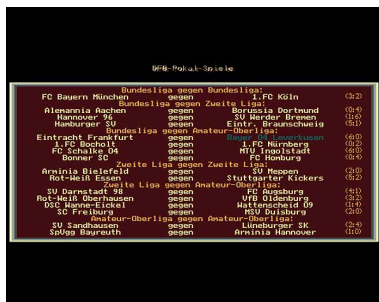 DFB-Pokal-Spiele
Bundesliga gegen Bundesliga:
FC Bayern München gegen 1.FC Köln (3:2)
Bundesliga gegen Zweite Liga:
Alemannia Aachen gegen Borussia Dortmund (0:4)
Hannover 96 gegen SV Werder Bremen (1:6)
Hamburger SV gegen Eintr. Braunschweig (5:1)
Bundesliga gegen Amateur-Oberliga:
Eintracht Frankfurt gegen Bayer 04 Leverkusen (6:0)
1.FC Bocholt gegen 1.FC Nürnberg (0:2)
FC Schalke 04 gegen MTV Ingolstadt (6:0)
Bonner SC gegen FC Homburg (0:4)
Zweite Liga gegen Zweite Liga:
Arminia Bielefeld gegen SV Meppen (2:0)
Rot-Weiß Essen gegen Stuttgarter Kickers (5:2)
Zweite Liga gegen Amateur-Oberliga:
SV Darmstadt 98 gegen FC Augsburg (4:1)
Rot-Weiß Oberhausen gegen VfB Oldenburg (3:2)
DSC Wanne-Eickel gegen Wattenscheid 09 (1:4)
SC Freiburg gegen MSV Duisburg (2:0)
Amateur-Oberliga gegen Amateur-Oberliga:
SV Sandhausen gegen Lüneburger SK (2:4)
SpVgg Bayreuth gegen Arminia Hannover (1:0)